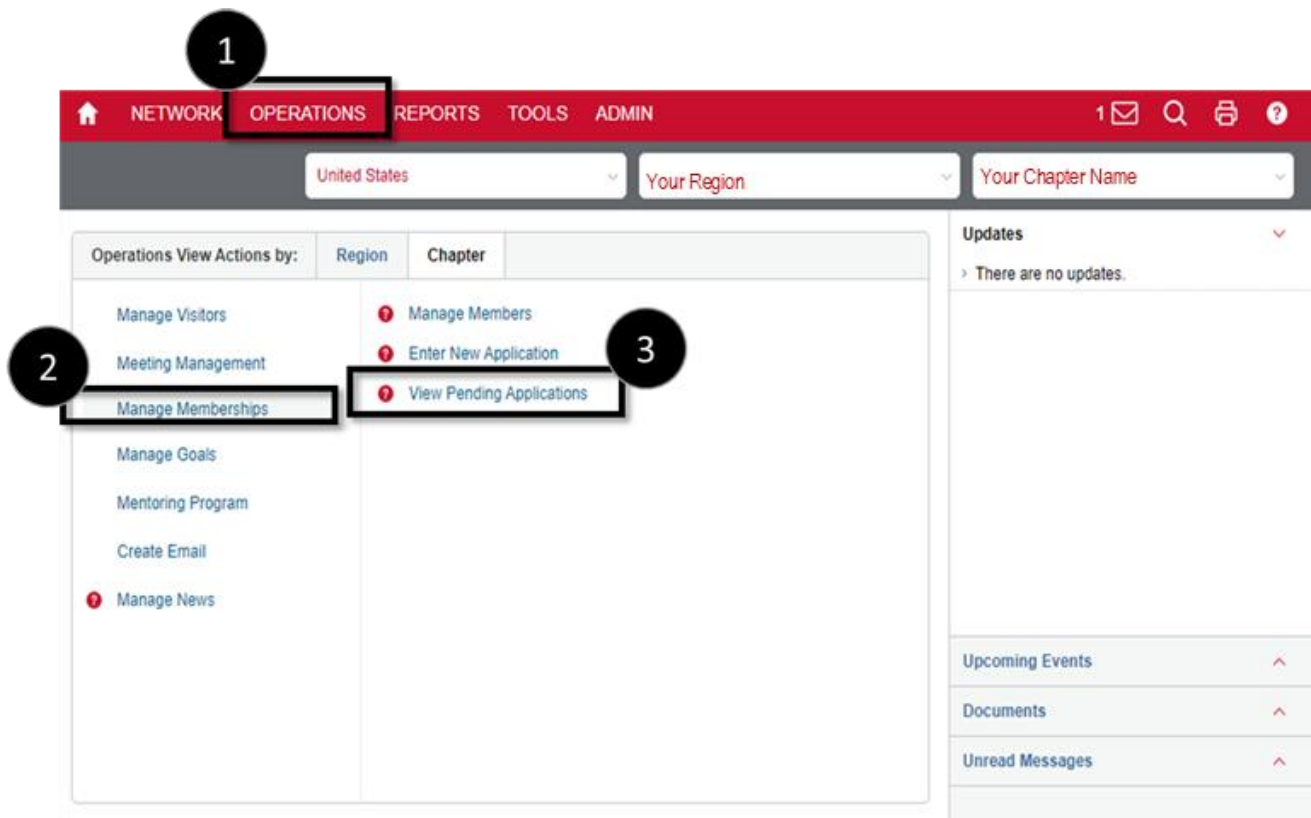 1
NETWORK OPERATIONS REPORTS TOOLS ADMIN 1
United States Your Region Your Chapter Name
Operations View Actions by: Region Chapter
Manage Visitors
Meeting Management
2
Manage Memberships
Manage Goals
Mentoring Program
Create Email
? Manage News
? Manage Members
? Enter New Application
3
? View Pending Applications
Updates
› There are no updates.
Upcoming Events
Documents
Unread Messages